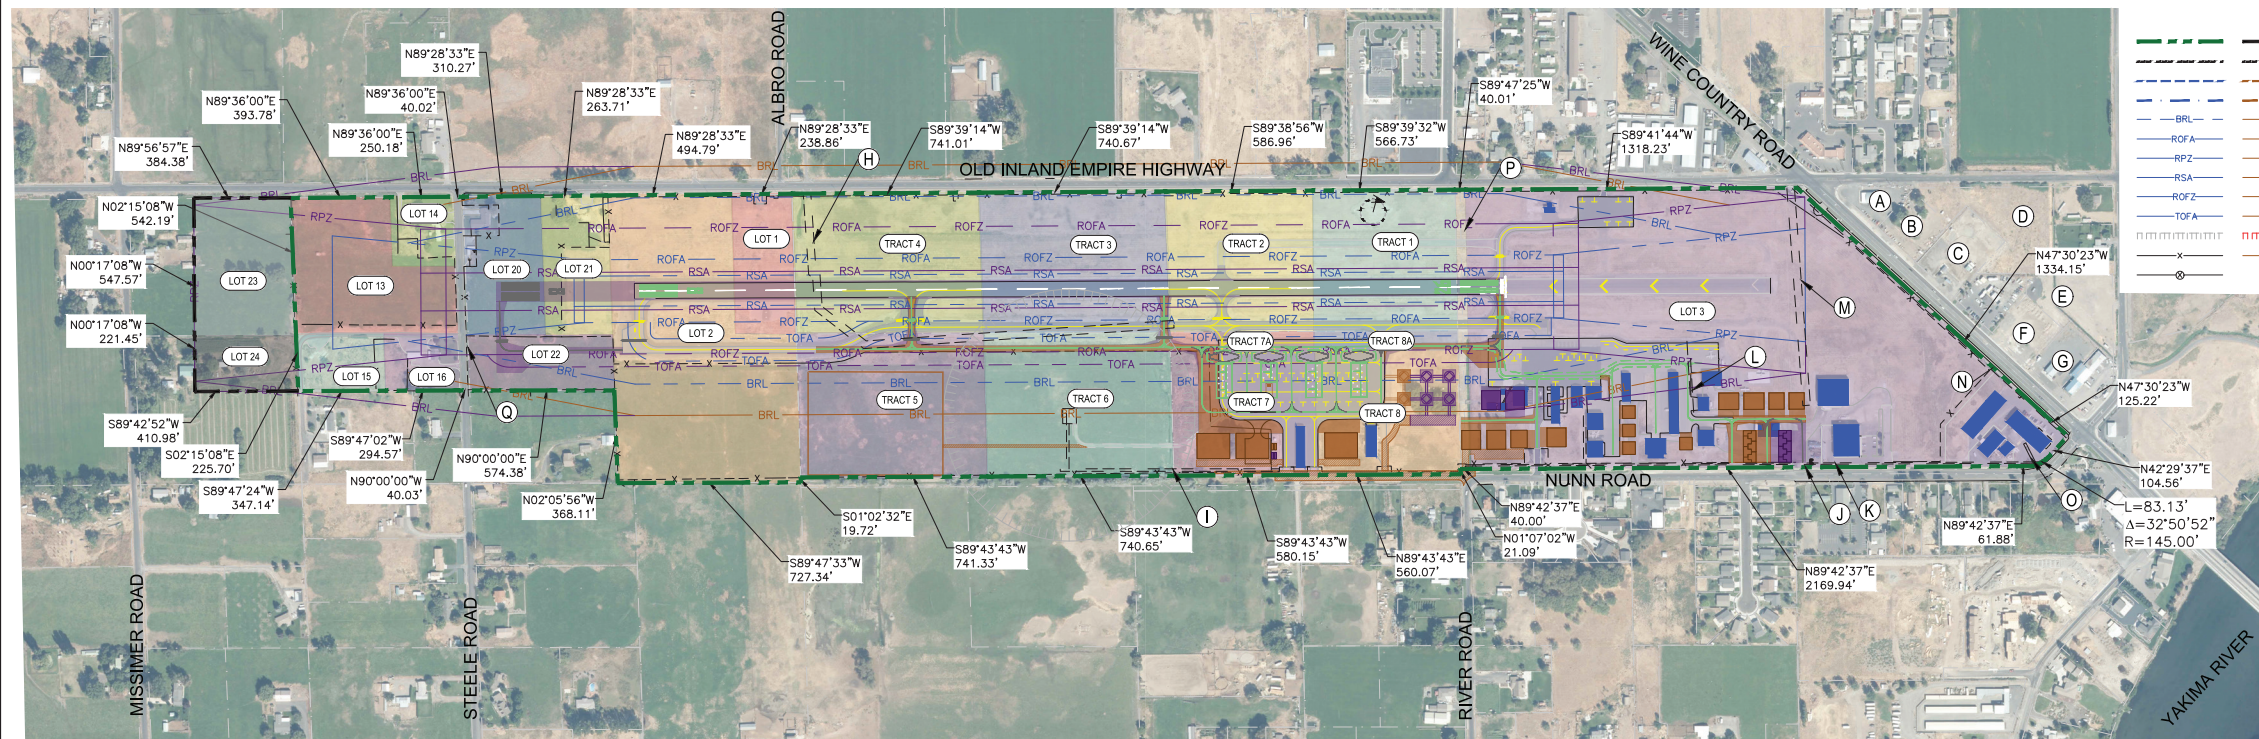 N89°28'33"E
310.27'
N89°36'00"E
393.78'
N89°36'00"E
40.02'
N89°28'33"E
263.71'
N89°36'00"E
250.18'
N89°56'57"E
384.38'
N89°28'33"E
494.79'
ALBRO ROAD
N89°28'33"E
238.86'
H
S89°39'14"W
741.01'
S89°39'14"W
740.67'
S89°38'56"W
586.96'
S89°39'32"W
566.73'
S89°47'25"W
40.01'
P
S89°41'44"W
1318.23'
WINE COUNTRY ROAD
OLD INLAND EMPIRE HIGHWAY
BRL
ROFA
RPZ
RSA
ROFZ
TOFA
X
A
B
C
D
E
F
G
N47°30'23"W
1334.15'
M
L
N
N47°30'23"W
125.22'
N42°29'37"E
104.56'
O
L=83.13'
Δ=32°50'52"
R=145.00'
N02°15'08"W
542.19'
N00°17'08"W
547.57'
N00°17'08"W
221.45'
S89°42'52"W
410.98'
S02°15'08"E
225.70'
S89°47'24"W
347.14'
S89°47'02"W
294.57'
N90°00'00"W
40.03'
Q
N90°00'00"E
574.38'
N02°05'56"W
368.11'
S89°47'33"W
727.34'
S01°02'32"E
19.72'
S89°43'43"W
741.33'
S89°43'43"W
740.65'
I
S89°43'43"W
580.15'
N89°43'43"E
560.07'
N89°42'37"E
40.00'
N01°07'02"W
21.09'
NUNN ROAD
N89°42'37"E
2169.94'
J
K
N89°42'37"E
61.88'
LOT 23
LOT 24
LOT 13
LOT 14
LOT 15
LOT 16
LOT 20
LOT 21
LOT 22
LOT 1
LOT 2
TRACT 4
TRACT 3
TRACT 2
TRACT 1
LOT 3
TRACT 5
TRACT 6
TRACT 7A
TRACT 8A
TRACT 7
TRACT 8
MISSIMER ROAD
STEELE ROAD
RIVER ROAD
YAKIMA RIVER